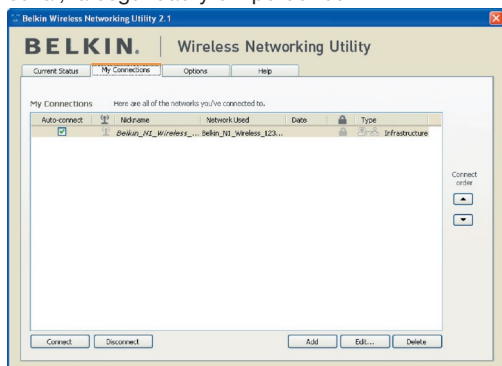 Belkin Wireless Networking Utility 2.1
BELKIN. | Wireless Networking Utility
Current Status My Connections Options Help
My Connections Here are all of the networks you've connected to.
Auto-connect Nickname Network Used Date Type
Belkin_N1_Wireless_... Belkin_N1_Wireless_123... Infrastructure
Connect
order
Connect Disconnect Add Edit... Delete